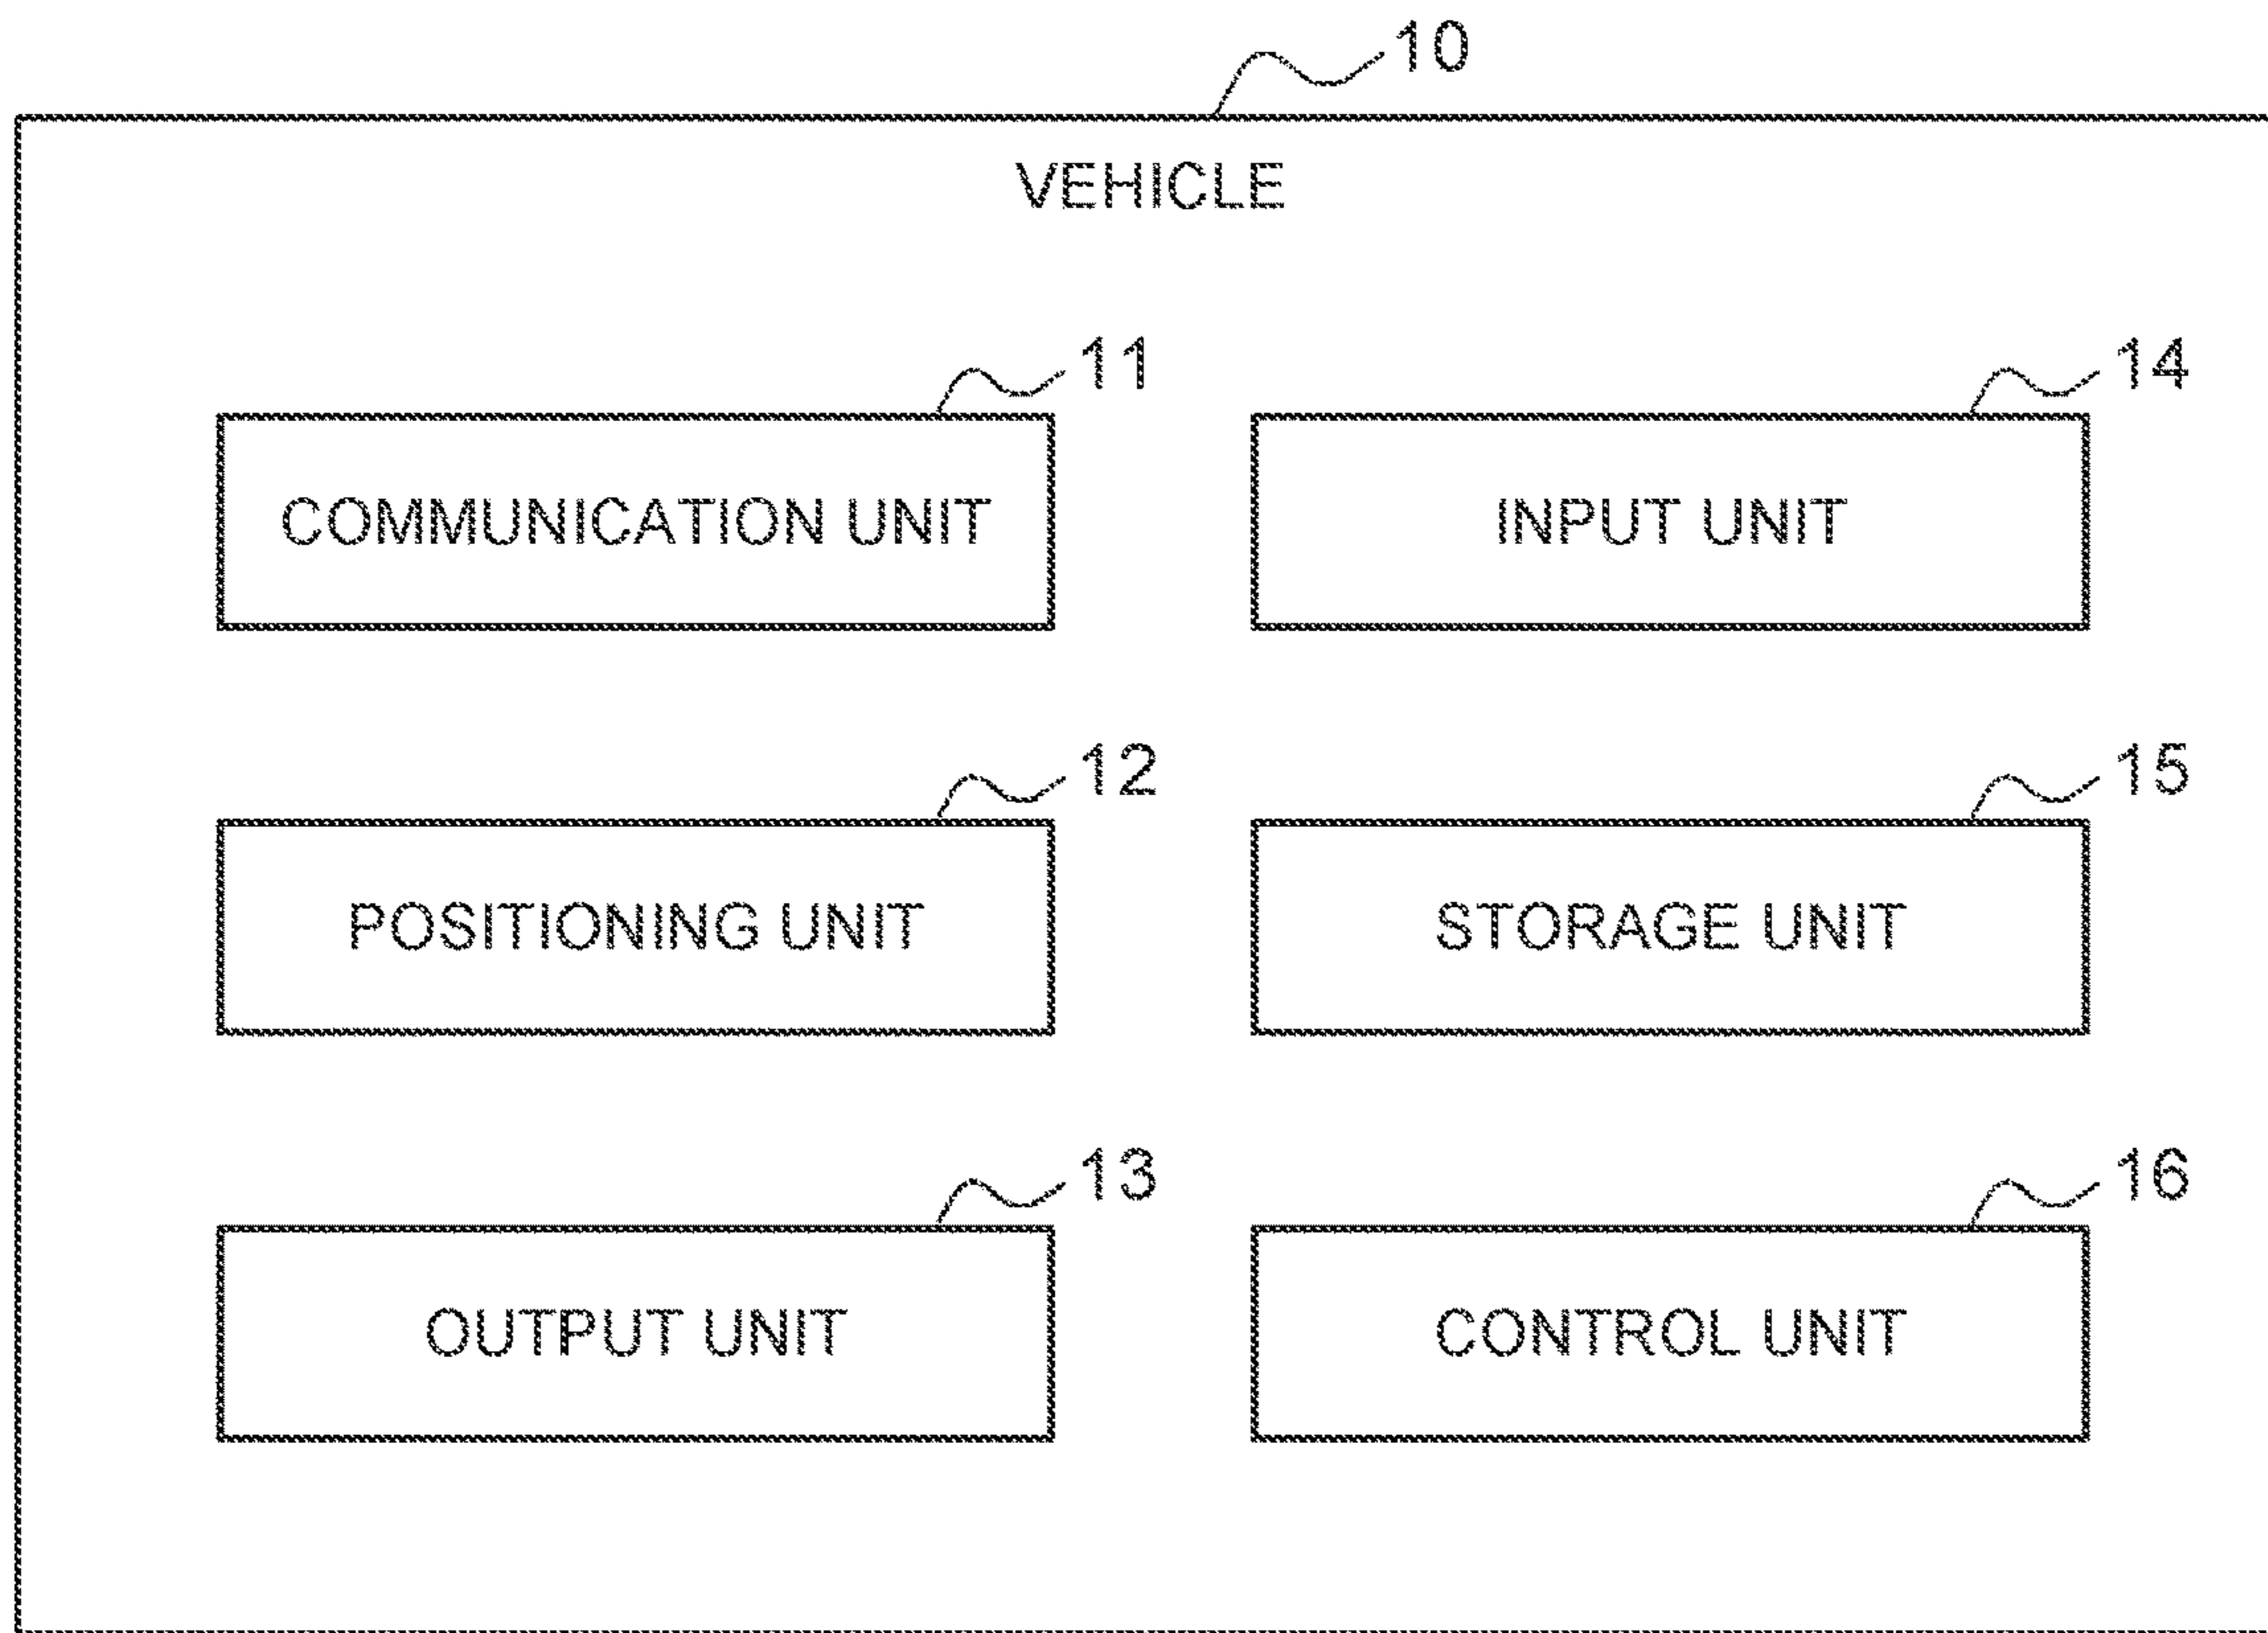 10
VEHICLE
11
14
COMMUNICATION UNIT
INPUT UNIT
12
15
POSITIONING UNIT
STORAGE UNIT
13
16
OUTPUT UNIT
CONTROL UNIT